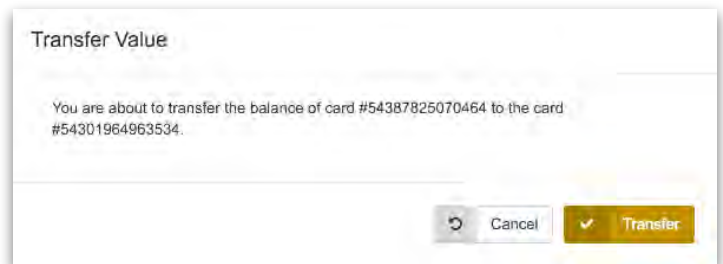 Transfer Value
You are about to transfer the balance of card #54387825070464 to the card
#54301964963534.
Cancel
Transfer